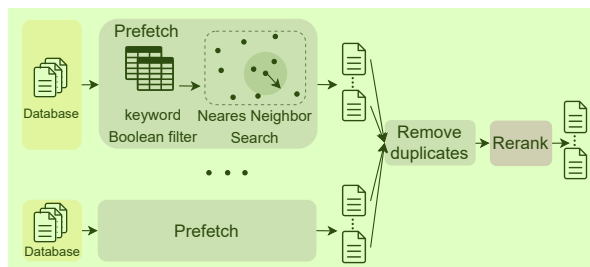 Prefetch
Database
keyword
Boolean filter
Neares Neighbor
Search
Remove
duplicates
Rerank
Database
Prefetch